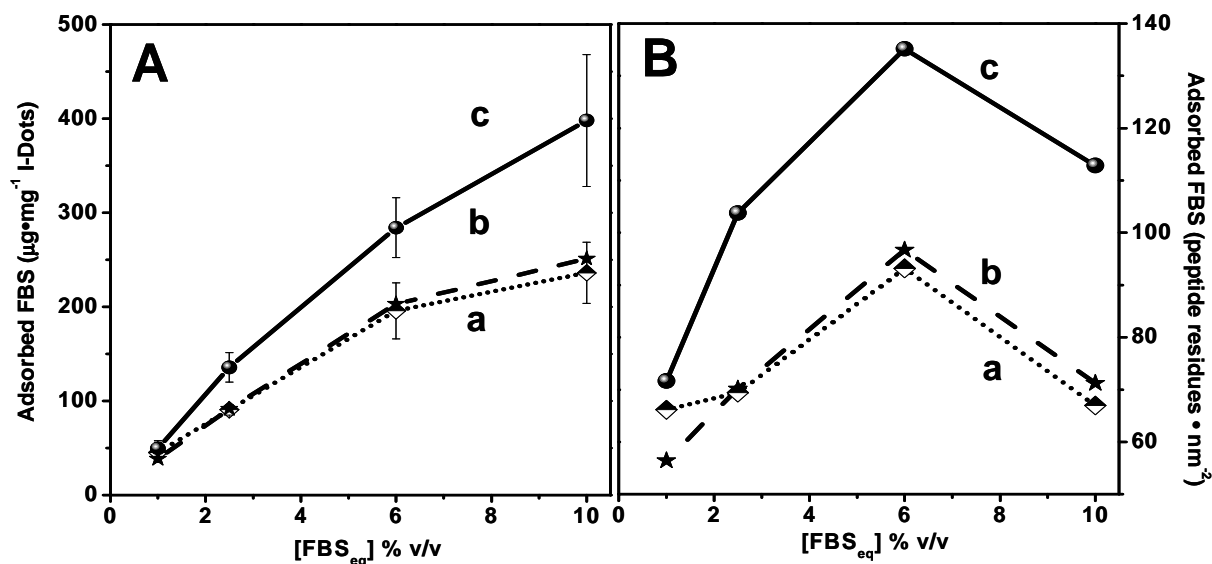 A
500
400
300
200
100
0
c
b
a
0 2 4 6 8 10
[FBSeq] % v/v
Adsorbed FBS (μg•mg-1 I-Dots)
B
140
120
100
80
60
c
b
a
0 2 4 6 8 10
[FBSeq] % v/v
Adsorbed FBS (peptide residues • nm-2)